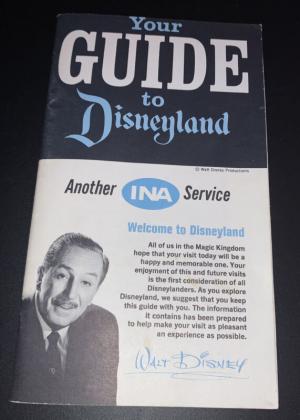 Your
GUIDE
to
Disneyland
© Walt Disney Productions
Another INA Service
Welcome to Disneyland
All of us in the Magic Kingdom
hope that your visit today will be a
happy and memorable one. Your
enjoyment of this and future visits
is the first consideration of all
Disneylanders. As you explore
Disneyland, we suggest that you keep
this guide with you. The information
it contains has been prepared
to help make your visit as pleasant
an experience as possible.
WALT DISNEY